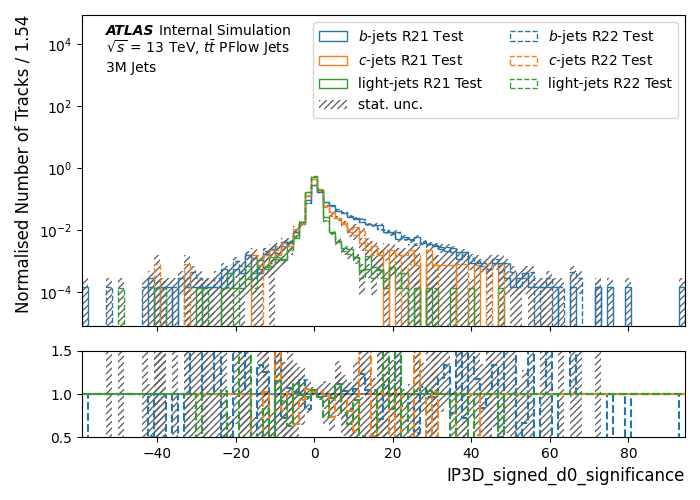 ATLAS Internal Simulation
√s = 13 TeV, tt̄ PFlow Jets
3M Jets
b-jets R21 Test
c-jets R21 Test
light-jets R21 Test
stat. unc.
b-jets R22 Test
c-jets R22 Test
light-jets R22 Test
Normalised Number of Tracks / 1.54
10⁴
10²
10⁰
10⁻²
10⁻⁴
1.5
1.0
0.5
−40 −20 0 20 40 60 80
IP3D_signed_d0_significance